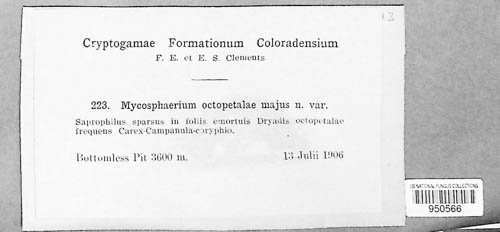 13
Cryptogamae Formationum Coloradensium
F. E. et E. S. Clements
223. Mycosphaerium octopetalae majus n. var.
Saprophilus sparsus in foliis emortuis Dryadis octopetalae
frequens Carex-Campanula-coryphio.
Bottomless Pit 3600 m. 13 Julii 1906
US NATIONAL FUNGUS COLLECTIONS
950566